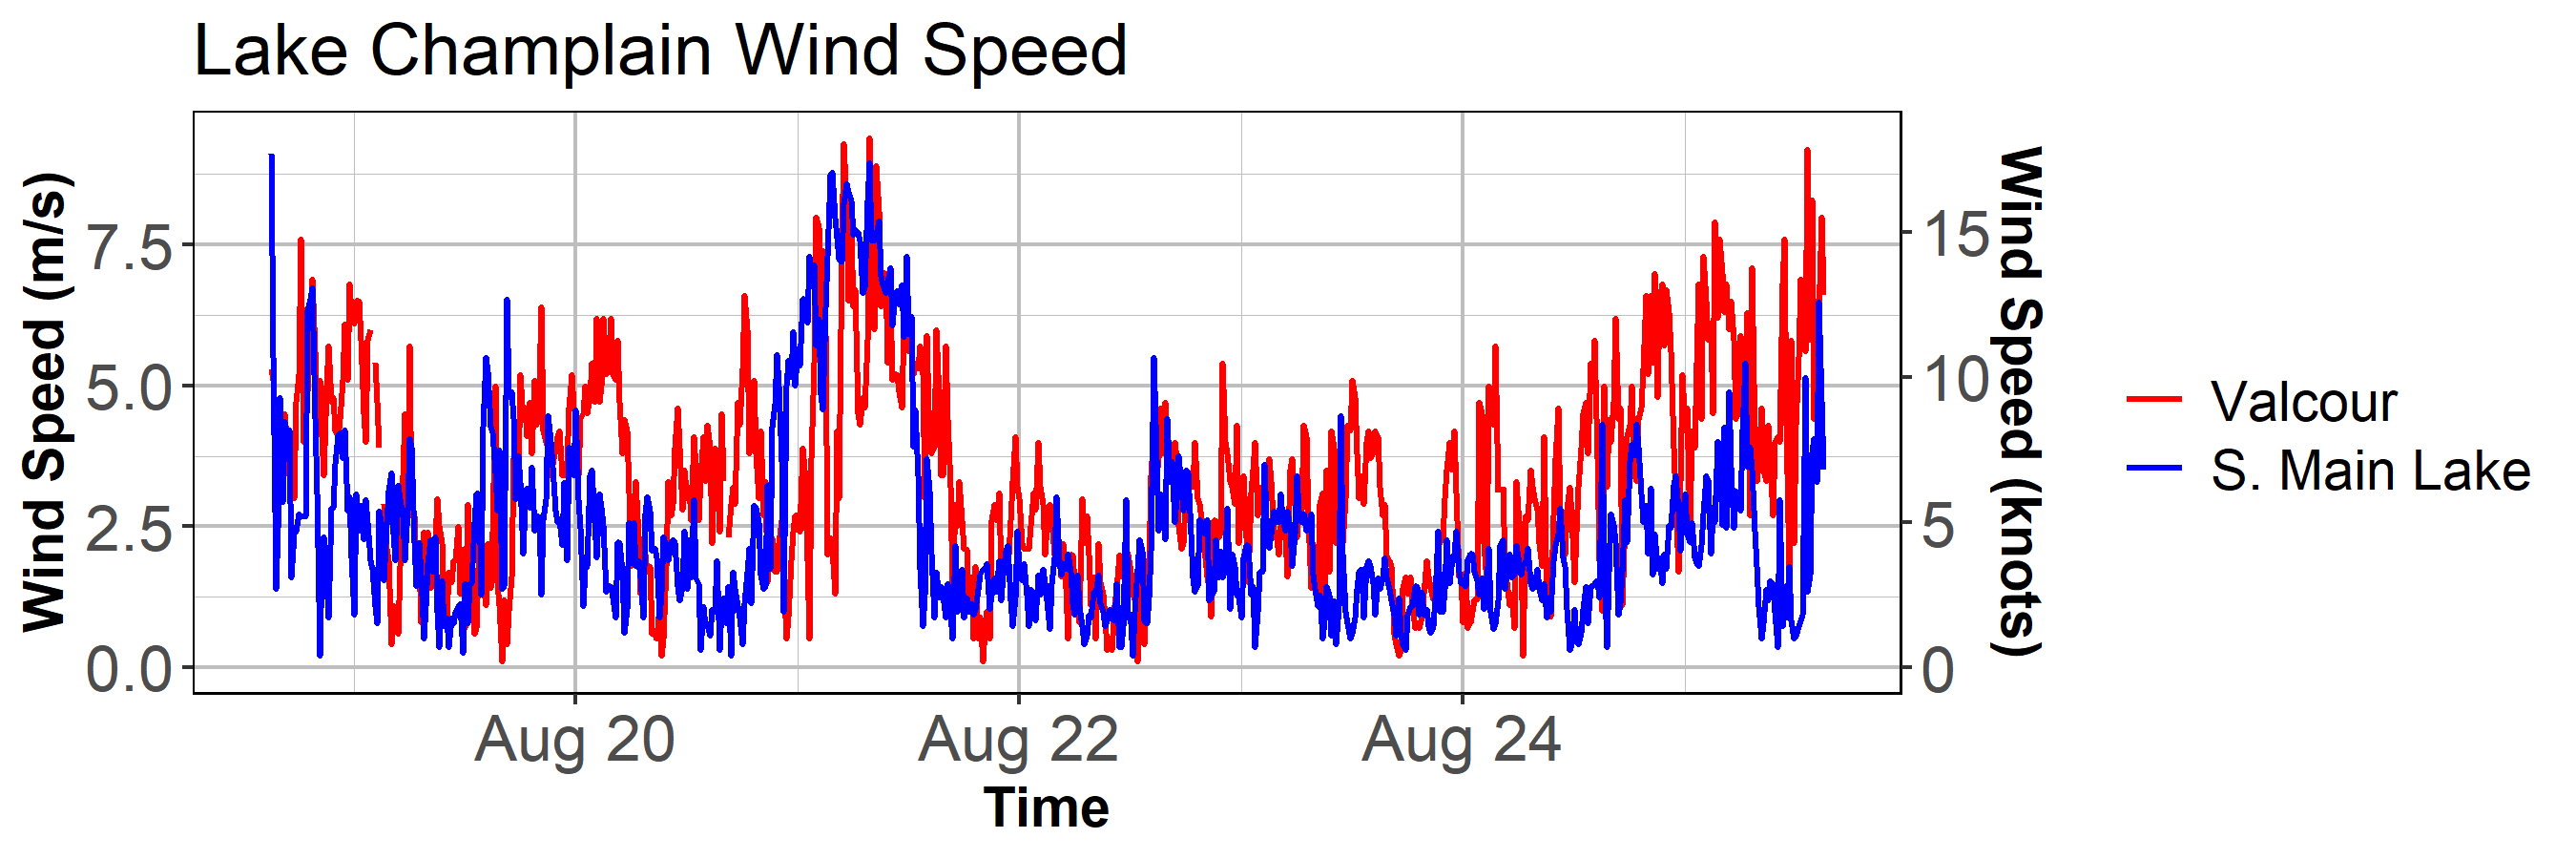 Lake Champlain Wind Speed
Wind Speed (m/s)
7.5
5.0
2.5
0.0
15
10
5
0
Wind Speed (knots)
Aug 20
Aug 22
Aug 24
Time
Valcour
S. Main Lake